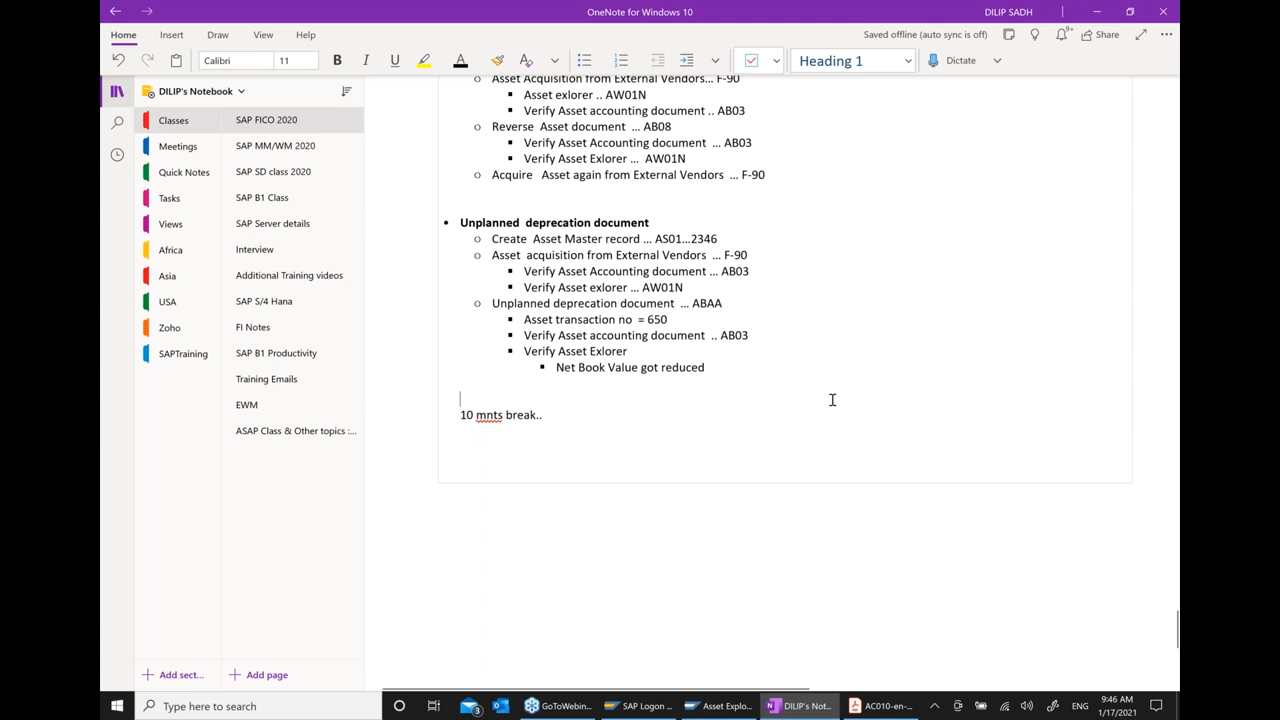 OneNote for Windows 10
DILIP SADH
Home Insert Draw View Help
Saved offline (auto sync is off)
Share
Calibri 11 B I U A
Heading 1
Dictate
DILIP's Notebook
Classes
Meetings
Quick Notes
Tasks
Views
Africa
Asia
USA
Zoho
SAPTraining
SAP FICO 2020
SAP MM/WM 2020
SAP SD class 2020
SAP B1 Class
SAP Server details
Interview
Additional Training videos
SAP S/4 Hana
FI Notes
SAP B1 Productivity
Training Emails
EWM
ASAP Class & Other topics :...
Add sect...
Add page
o Asset Acquisition from External Vendors... F-90
▪ Asset exlorer .. AW01N
▪ Verify Asset accounting document .. AB03
o Reverse Asset document ... AB08
▪ Verify Asset Accounting document ... AB03
▪ Verify Asset Exlorer ... AW01N
o Acquire Asset again from External Vendors ... F-90
• Unplanned deprecation document
o Create Asset Master record ... AS01...2346
o Asset acquisition from External Vendors ... F-90
▪ Verify Asset Accounting document ... AB03
▪ Verify Asset exlorer ... AW01N
o Unplanned deprecation document ... ABAA
▪ Asset transaction no = 650
▪ Verify Asset accounting document .. AB03
▪ Verify Asset Exlorer
▪ Net Book Value got reduced
10 mnts break..
Type here to search
3
GoToWebin...
SAP Logon ...
Asset Explo...
DILIP's Not...
AC010-en-...
ENG
9:46 AM
1/17/2021